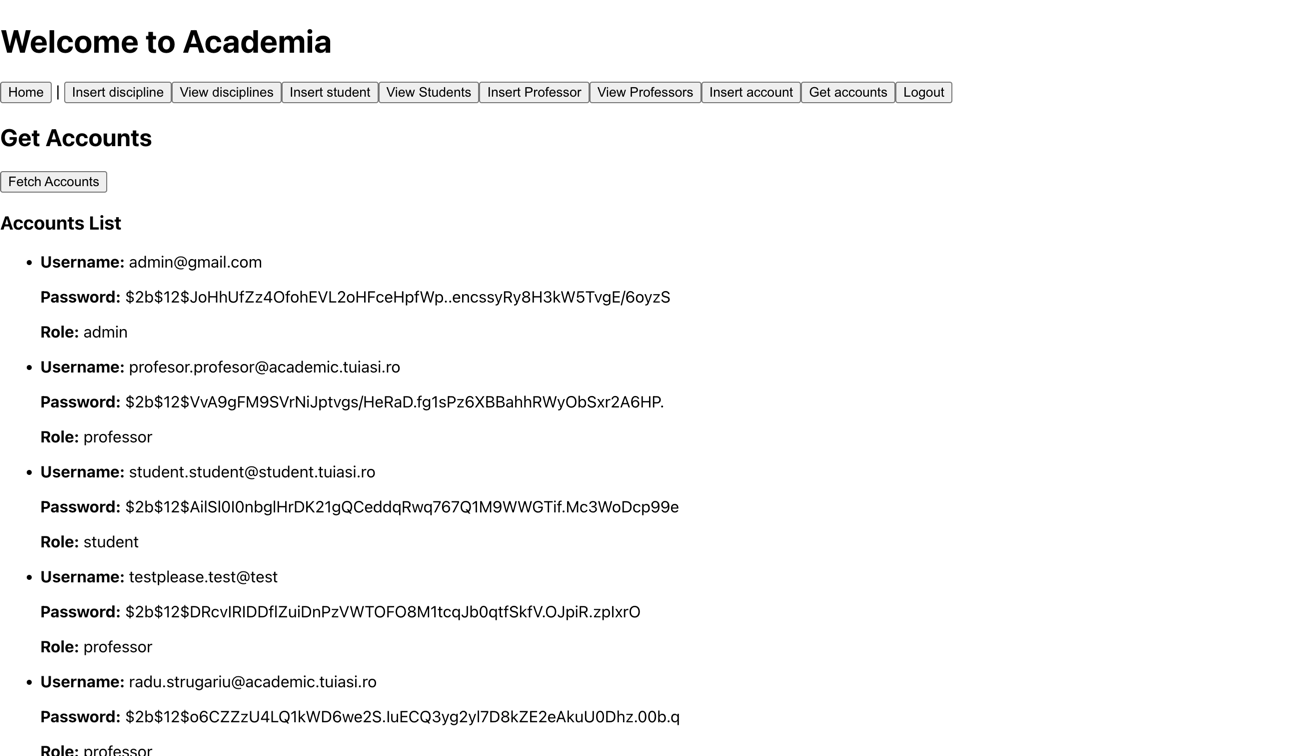 Welcome to Academia
Home | Insert discipline View disciplines Insert student View Students Insert Professor View Professors Insert account Get accounts Logout
Get Accounts
Fetch Accounts
Accounts List
• Username: admin@gmail.com
Password: $2b$12$JoHhUfZz4OfohEVL2oHFceHpfWp..encssyRy8H3kW5TvgE/6oyzS
Role: admin
• Username: profesor.profesor@academic.tuiasi.ro
Password: $2b$12$VvA9gFM9SVrNiJptvgs/HeRaD.fg1sPz6XBBahhRWyObSxr2A6HP.
Role: professor
• Username: student.student@student.tuiasi.ro
Password: $2b$12$AilSl0I0nbglHrDK21gQCeddqRwq767Q1M9WWGTif.Mc3WoDcp99e
Role: student
• Username: testplease.test@test
Password: $2b$12$DRcvIRIDDflZuiDnPzVWTOFO8M1tcqJb0qtfSkfV.OJpiR.zpIxrO
Role: professor
• Username: radu.strugariu@academic.tuiasi.ro
Password: $2b$12$o6CZZzU4LQ1kWD6we2S.IuECQ3yg2yl7D8kZE2eAkuU0Dhz.00b.q
Role: professor